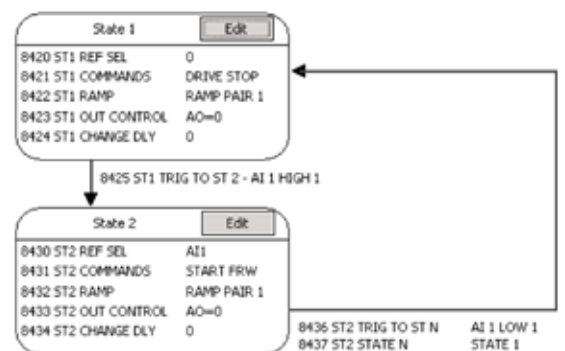 State 1 Edit
8420 ST1 REF SEL 0
8421 ST1 COMMANDS DRIVE STOP
8422 ST1 RAMP RAMP PAIR 1
8423 ST1 OUT CONTROL AO=0
8424 ST1 CHANGE DLY 0
8425 ST1 TRIG TO ST 2 - AI 1 HIGH 1
State 2 Edit
8430 ST2 REF SEL AI1
8431 ST2 COMMANDS START FRW
8432 ST2 RAMP RAMP PAIR 1
8433 ST2 OUT CONTROL AO=0
8434 ST2 CHANGE DLY 0
8436 ST2 TRIG TO ST N AI 1 LOW 1
8437 ST2 STATE N STATE 1